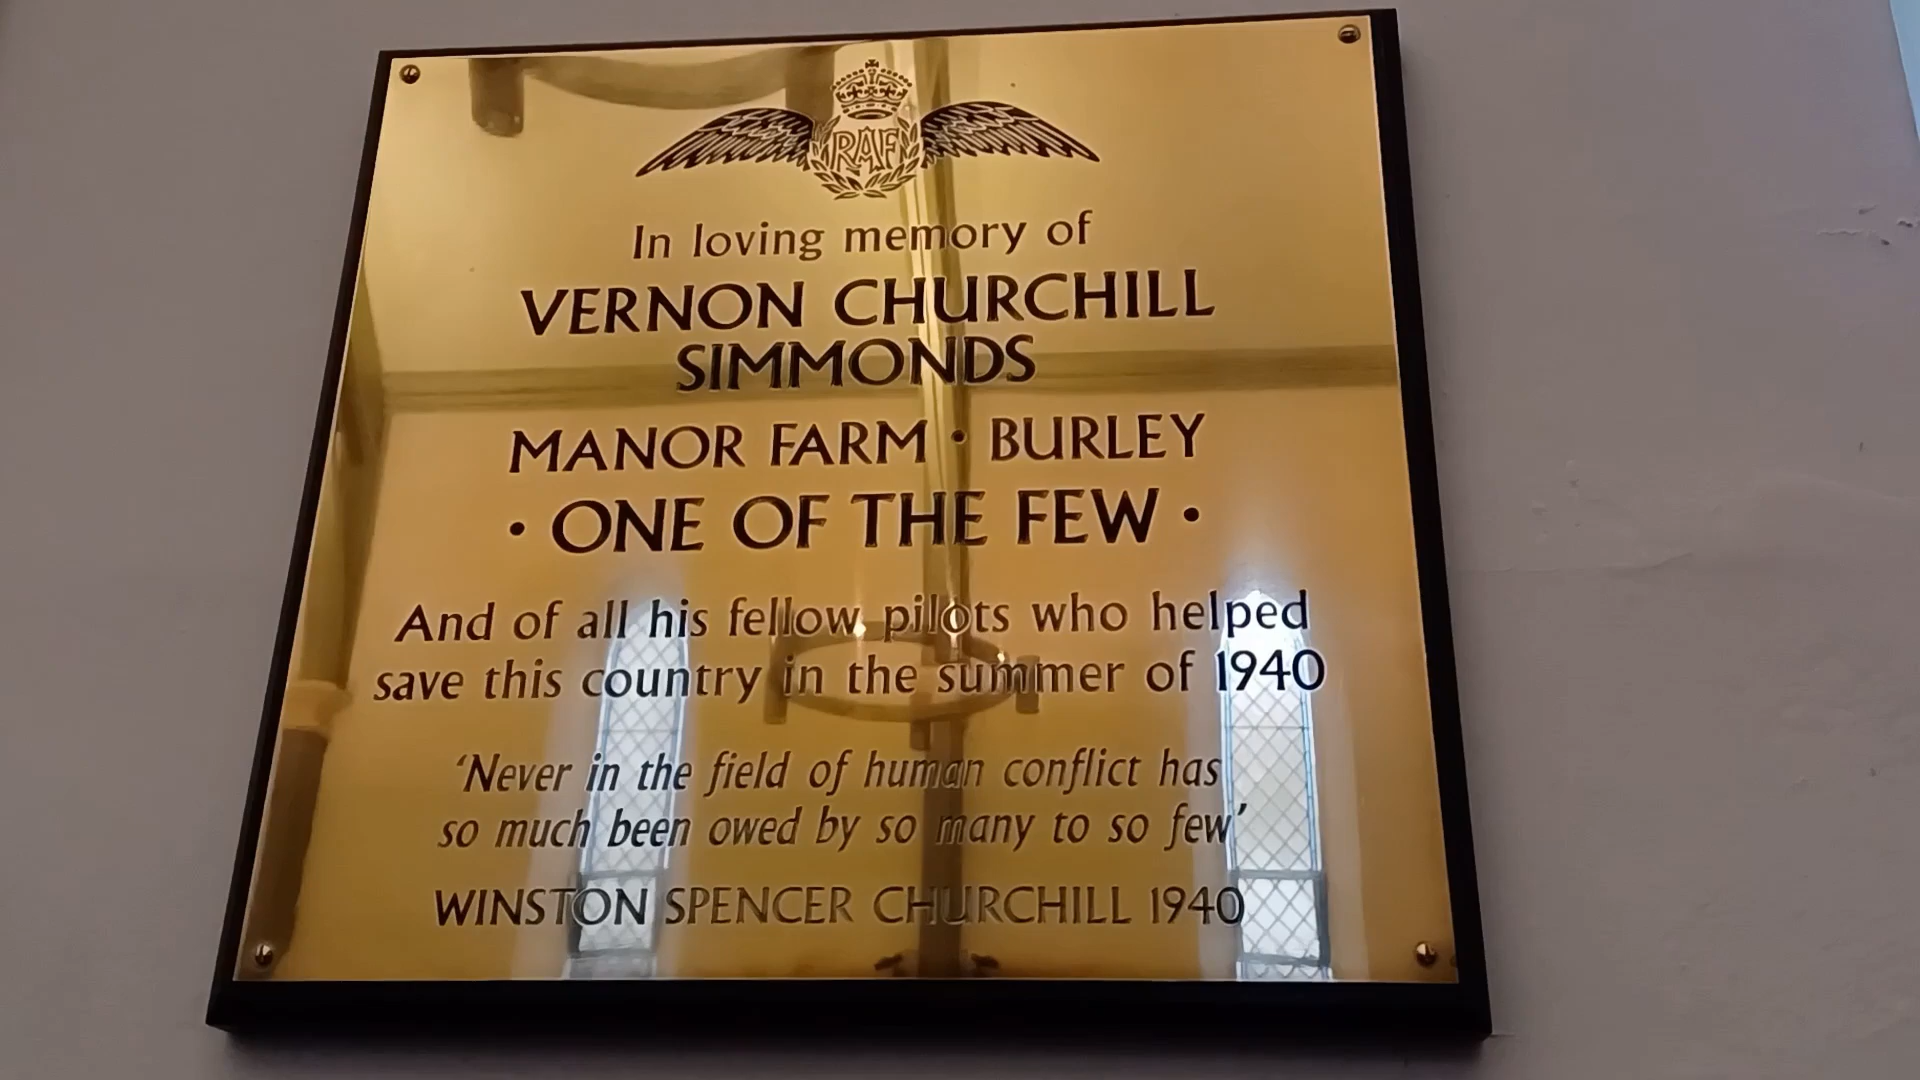 RAF
In loving memory of
VERNON CHURCHILL
SIMMONDS
MANOR FARM · BURLEY
· ONE OF THE FEW ·
And of all his fellow pilots who helped
save this country in the summer of 1940
‘Never in the field of human conflict has
so much been owed by so many to so few’
WINSTON SPENCER CHURCHILL 1940